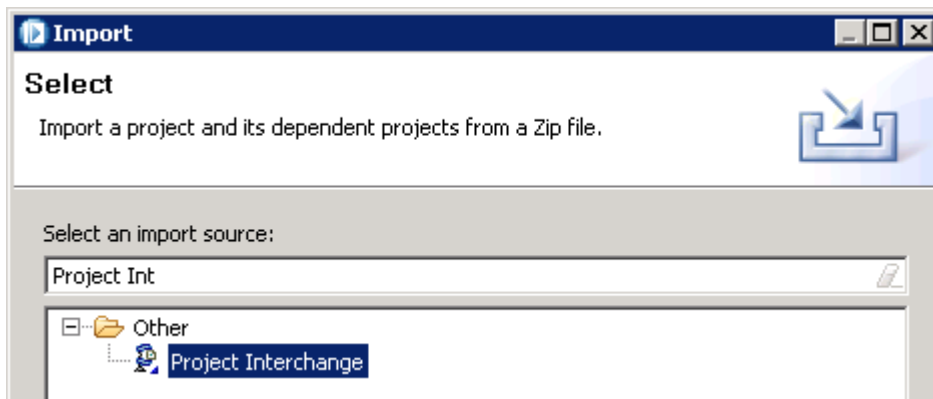 Import
Select
Import a project and its dependent projects from a Zip file.
Select an import source:
Project Int
Other
Project Interchange